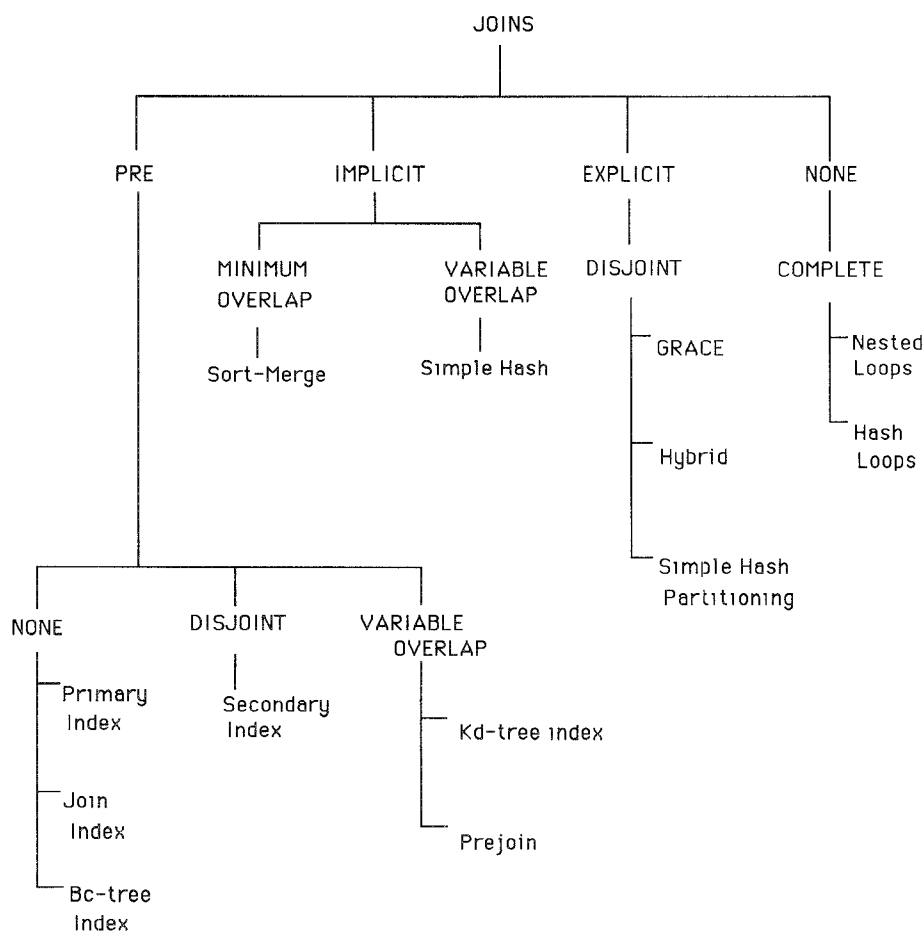 JOINS
PRE
IMPLICIT
EXPLICIT
NONE
MINIMUM
OVERLAP
VARIABLE
OVERLAP
DISJOINT
COMPLETE
Sort-Merge
Simple Hash
GRACE
Hybrid
Simple Hash
Partitioning
Nested
Loops
Hash
Loops
NONE
DISJOINT
VARIABLE
OVERLAP
Primary
Index
Join
Index
Bc-tree
Index
Secondary
Index
Kd-tree index
Prejoin